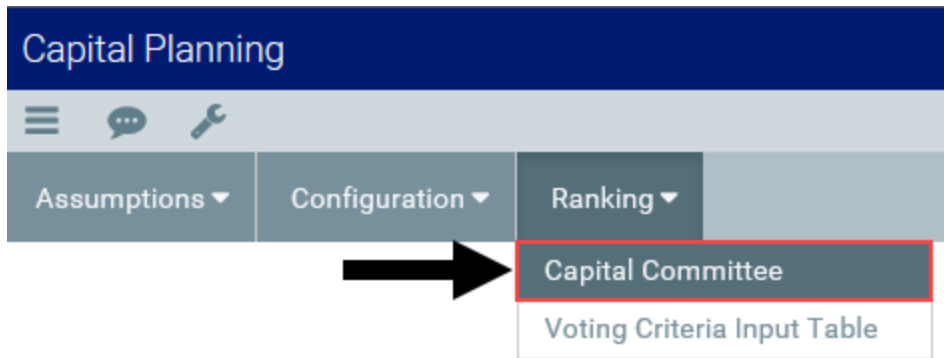 Capital Planning
Assumptions Configuration Ranking
Capital Committee
Voting Criteria Input Table